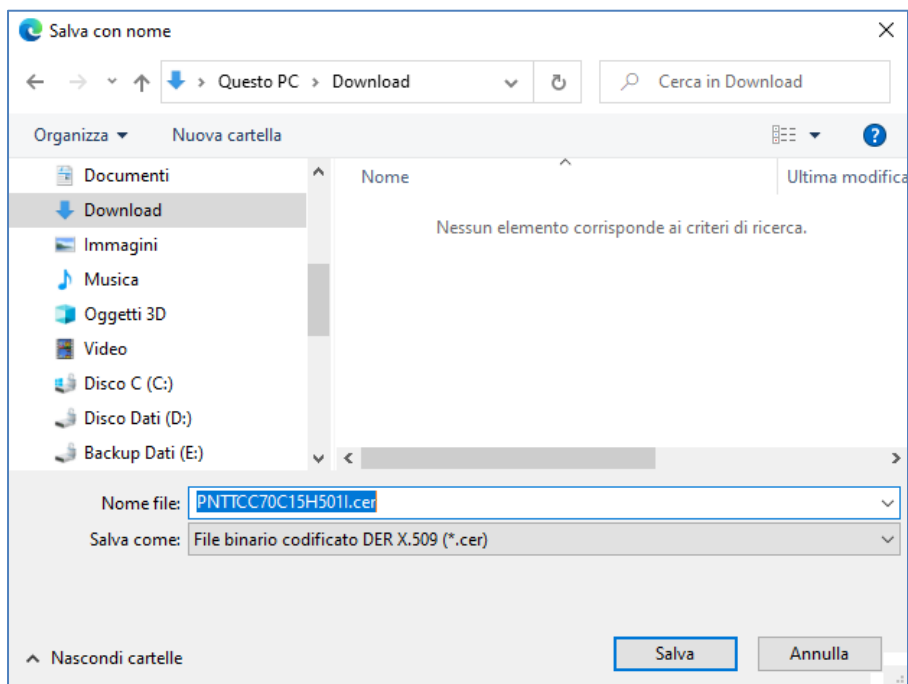 Salva con nome
Questo PC > Download
Cerca in Download
Organizza
Nuova cartella
?
Documenti
Download
Immagini
Musica
Oggetti 3D
Video
Disco C (C:)
Disco Dati (D:)
Backup Dati (E:)
Nome
Ultima modifica
Nessun elemento corrisponde ai criteri di ricerca.
Nome file: PNTTCC70C15H501I.cer
Salva come: File binario codificato DER X.509 (*.cer)
Nascondi cartelle
Salva
Annulla